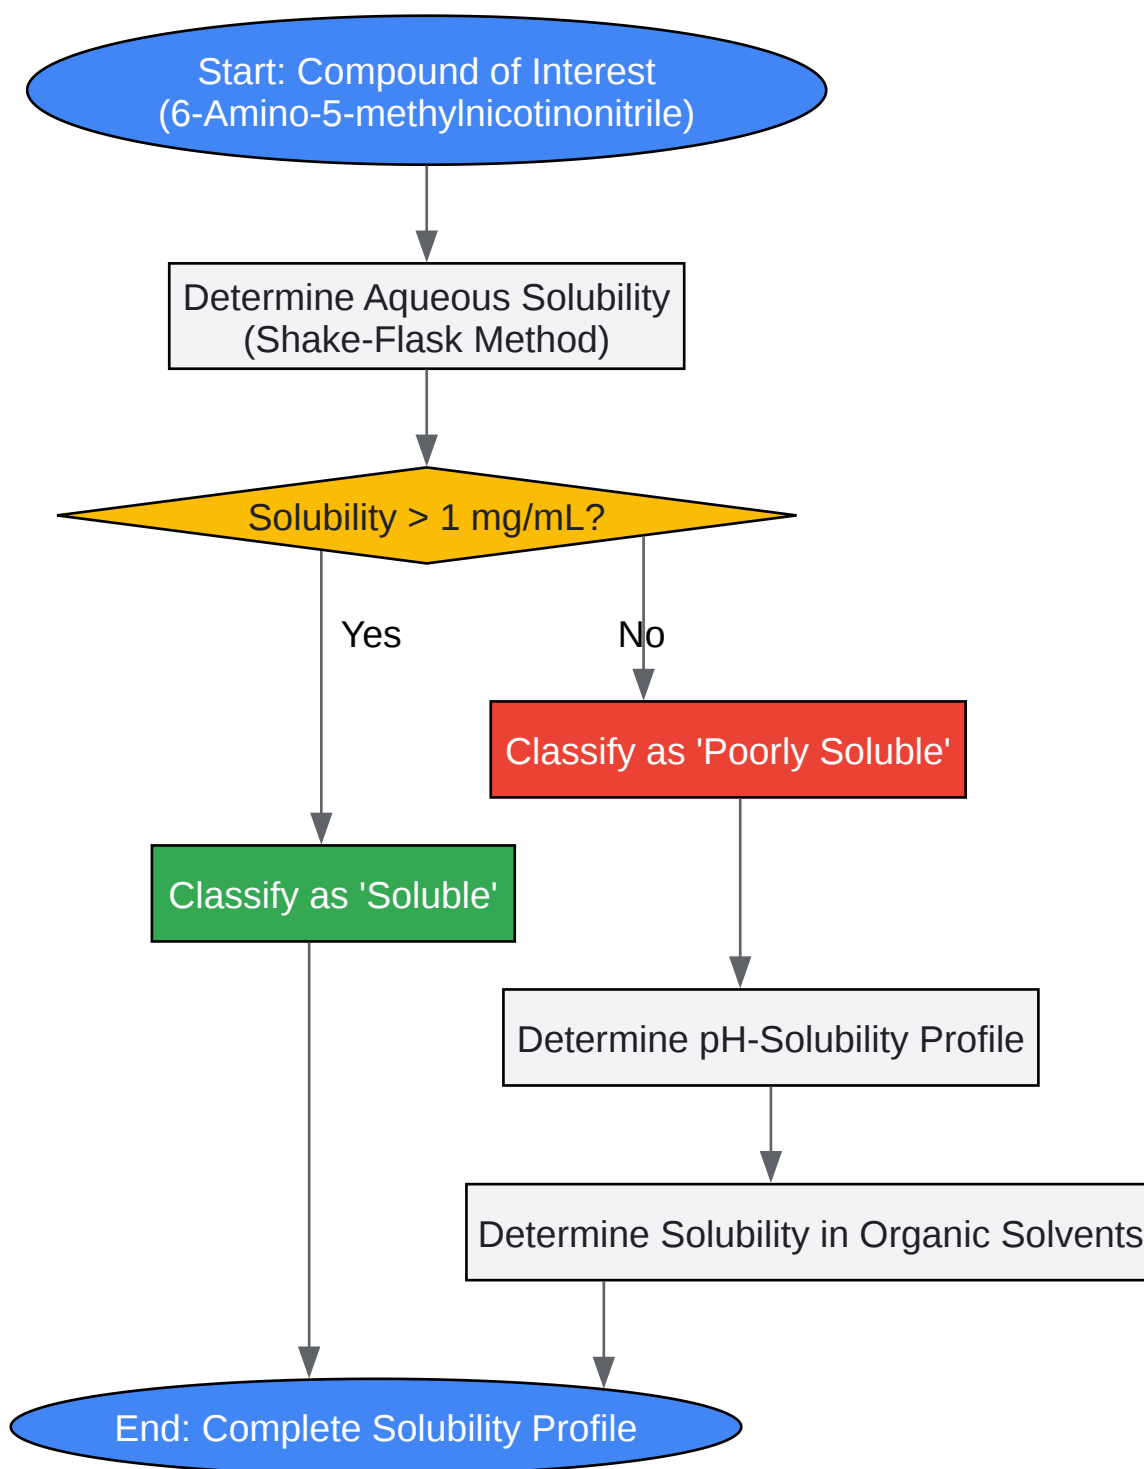 Start: Compound of Interest
(6-Amino-5-methylnicotinonitrile)
Determine Aqueous Solubility
(Shake-Flask Method)
Solubility > 1 mg/mL?
Yes
No
Classify as 'Poorly Soluble'
Classify as 'Soluble'
Determine pH-Solubility Profile
Determine Solubility in Organic Solvents
End: Complete Solubility Profile